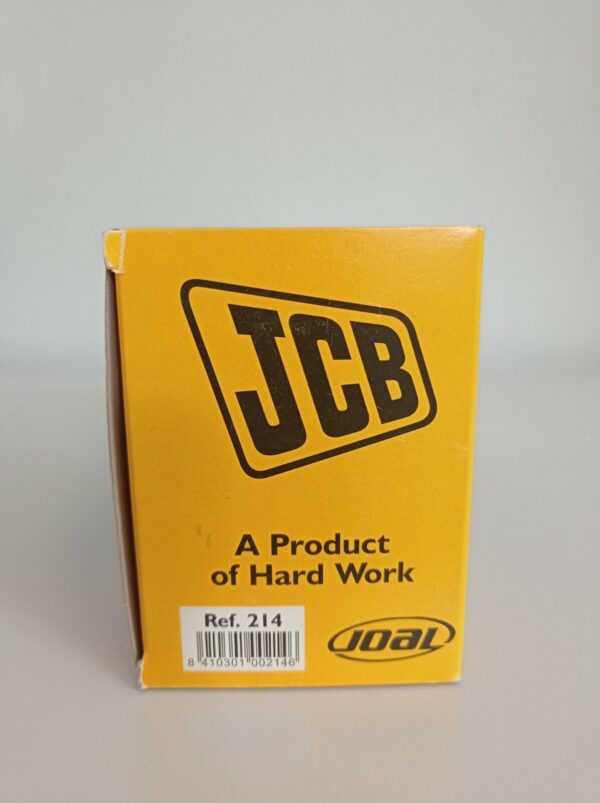 JCB
A Product
of Hard Work
Ref. 214
8 410301 002146
JOAL